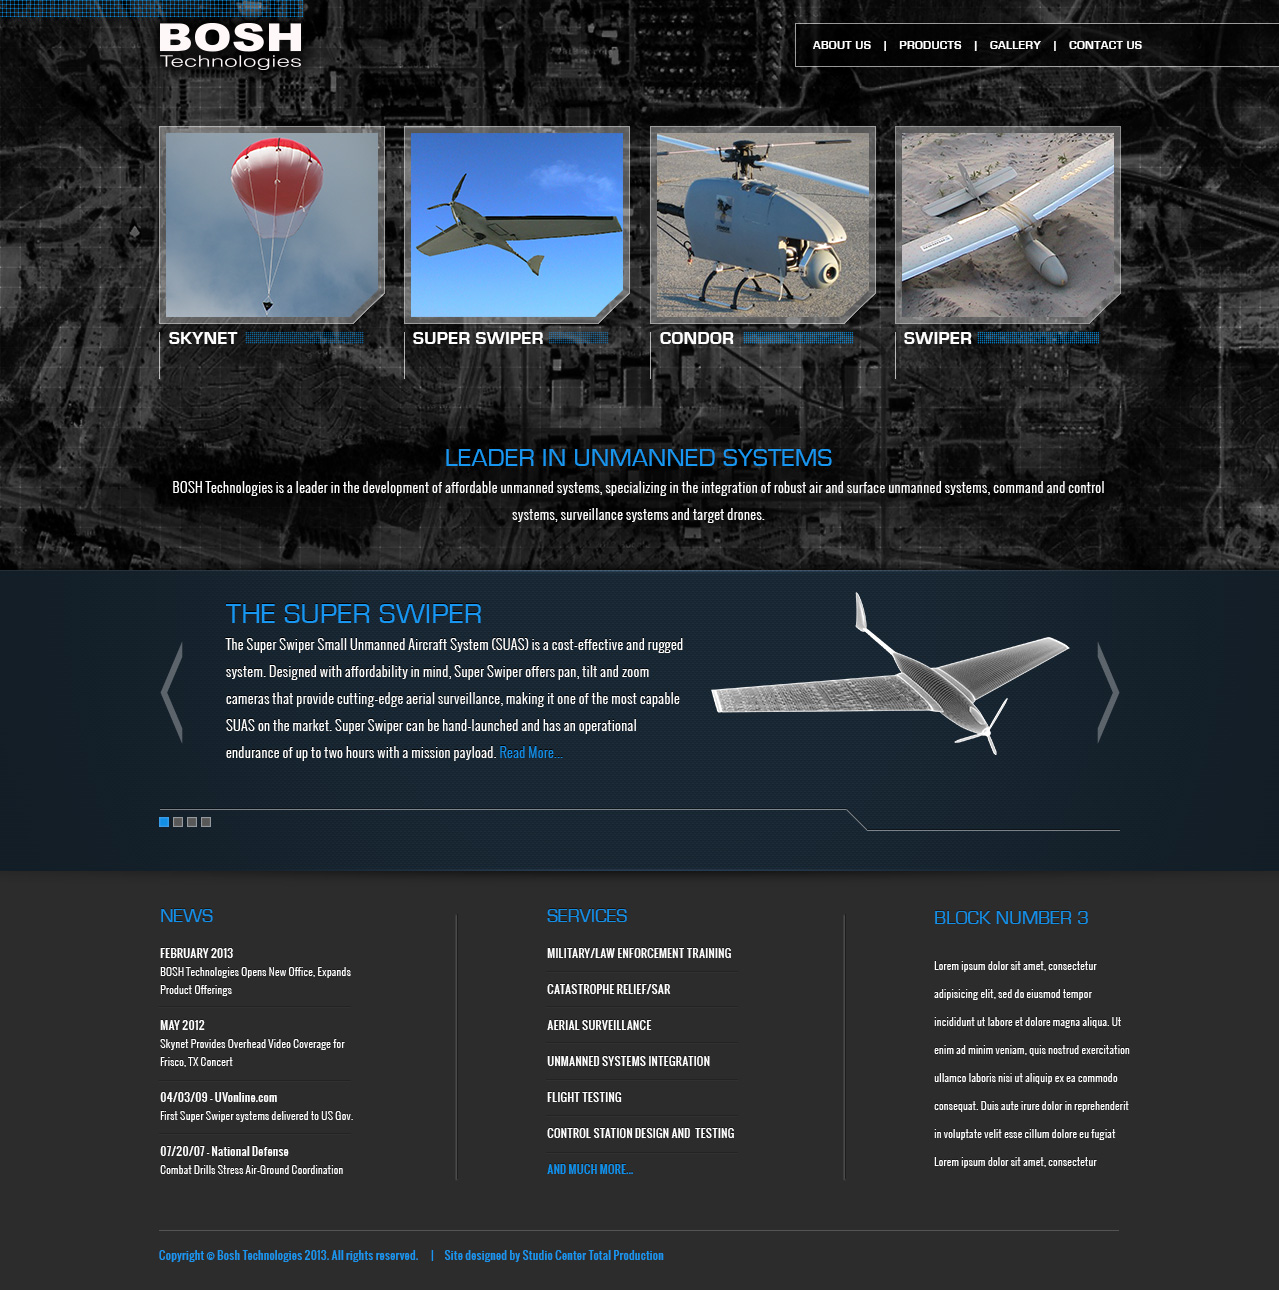 BOSH
Technologies
ABOUT US | PRODUCTS | GALLERY | CONTACT US
SKYNET
SUPER SWIPER
CONDOR
SWIPER
LEADER IN UNMANNED SYSTEMS
BOSH Technologies is a leader in the development of affordable unmanned systems, specializing in the integration of robust air and surface unmanned systems, command and control
systems, surveillance systems and target drones.
THE SUPER SWIPER
The Super Swiper Small Unmanned Aircraft System (SUAS) is a cost-effective and rugged
system. Designed with affordability in mind, Super Swiper offers pan, tilt and zoom
cameras that provide cutting-edge aerial surveillance, making it one of the most capable
SUAS on the market. Super Swiper can be hand-launched and has an operational
endurance of up to two hours with a mission payload. Read More...
NEWS
FEBRUARY 2013
BOSH Technologies Opens New Office, Expands
Product Offerings
MAY 2012
Skynet Provides Overhead Video Coverage for
Frisco, TX Concert
04/03/09 - UVonline.com
First Super Swiper systems delivered to US Gov.
07/20/07 - National Defense
Combat Drills Stress Air-Ground Coordination
SERVICES
MILITARY/LAW ENFORCEMENT TRAINING
CATASTROPHE RELIEF/SAR
AERIAL SURVEILLANCE
UNMANNED SYSTEMS INTEGRATION
FLIGHT TESTING
CONTROL STATION DESIGN AND TESTING
AND MUCH MORE...
BLOCK NUMBER 3
Lorem ipsum dolor sit amet, consectetur
adipisicing elit, sed do eiusmod tempor
incididunt ut labore et dolore magna aliqua. Ut
enim ad minim veniam, quis nostrud exercitation
ullamco laboris nisi ut aliquip ex ea commodo
consequat. Duis aute irure dolor in reprehenderit
in voluptate velit esse cillum dolore eu fugiat
Lorem ipsum dolor sit amet, consectetur
Copyright © Bosh Technologies 2013. All rights reserved. | Site designed by Studio Center Total Production